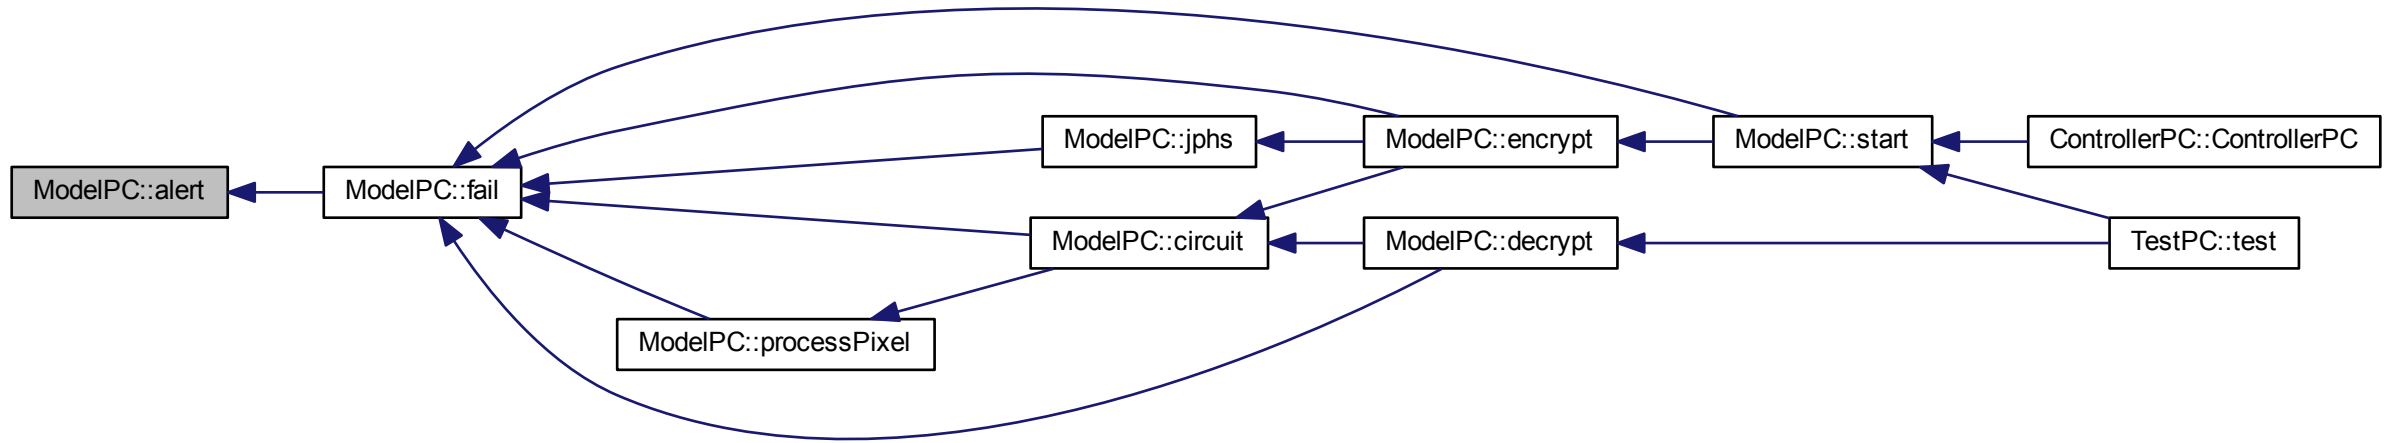 ModelPC::alert
ModelPC::fail
ModelPC::jphs
ModelPC::circuit
ModelPC::processPixel
ModelPC::encrypt
ModelPC::decrypt
ModelPC::start
ControllerPC::ControllerPC
TestPC::test